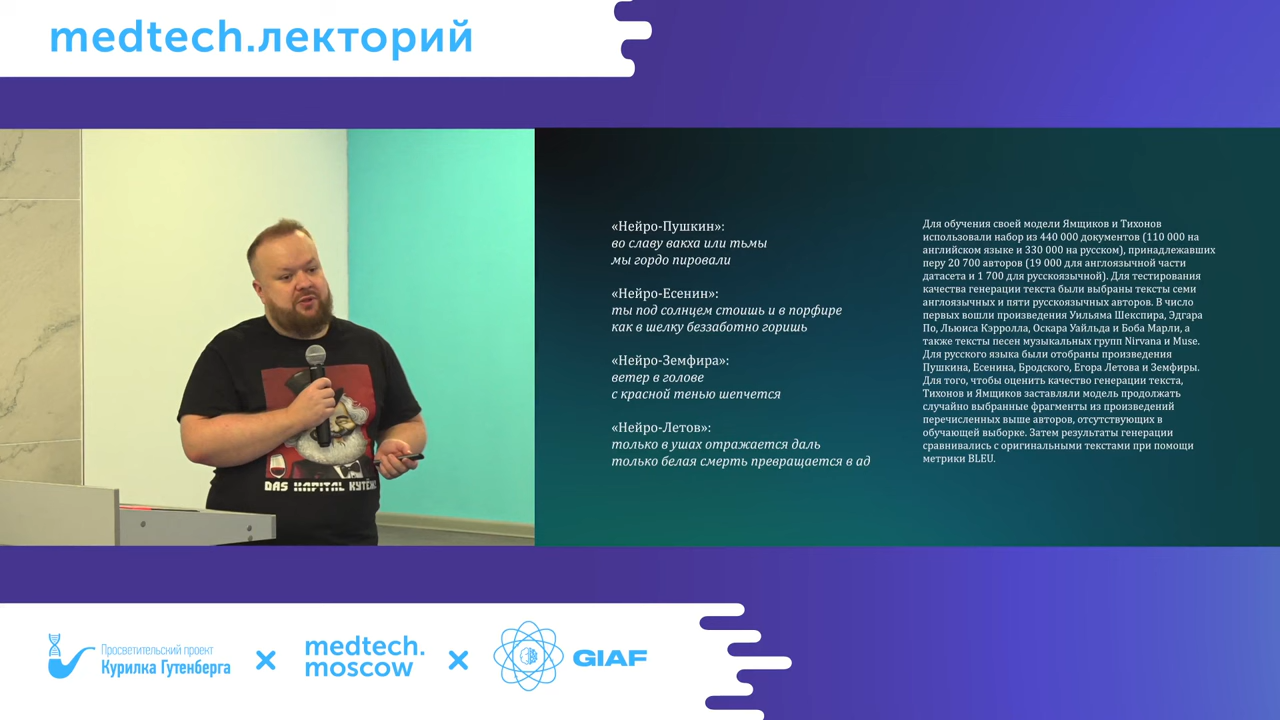 medtech.лекторий
«Нейро-Пушкин»:
во славу вакха или тьмы
мы гордо пировали
«Нейро-Есенин»:
ты под солнцем стоишь и в порфире
как в шелку беззаботно горишь
«Нейро-Земфира»:
ветер в голове
с красной тенью шепчется
«Нейро-Летов»:
только в ушах отражается даль
только белая смерть превращается в ад
Для обучения своей модели Ямщиков и Тихонов
использовали набор из 440 000 документов (110 000 на
английском языке и 330 000 на русском), принадлежавших
перу 20 700 авторов (19 000 для англоязычной части
датасета и 1 700 для русскоязычной). Для тестирования
качества генерации текста были выбраны тексты семи
англоязычных и пяти русскоязычных авторов. В число
первых вошли произведения Уильяма Шекспира, Эдгара
По, Льюиса Кэрролла, Оскара Уайльда и Боба Марли, а
также тексты песен музыкальных групп Nirvana и Muse.
Для русского языка были отобраны произведения
Пушкина, Есенина, Бродского, Егора Летова и Земфиры.
Для того, чтобы оценить качество генерации текста,
Тихонов и Ямщиков заставляли модель продолжать
случайно выбранные фрагменты из произведений
перечисленных выше авторов, отсутствующих в
обучающей выборке. Затем результаты генерации
сравнивались с оригинальными текстами при помощи
метрики BLEU.
DAS KAPITAL КУТЁЖ!
Просветительский проект
Курилка Гутенберга
medtech.
moscow
GIAF